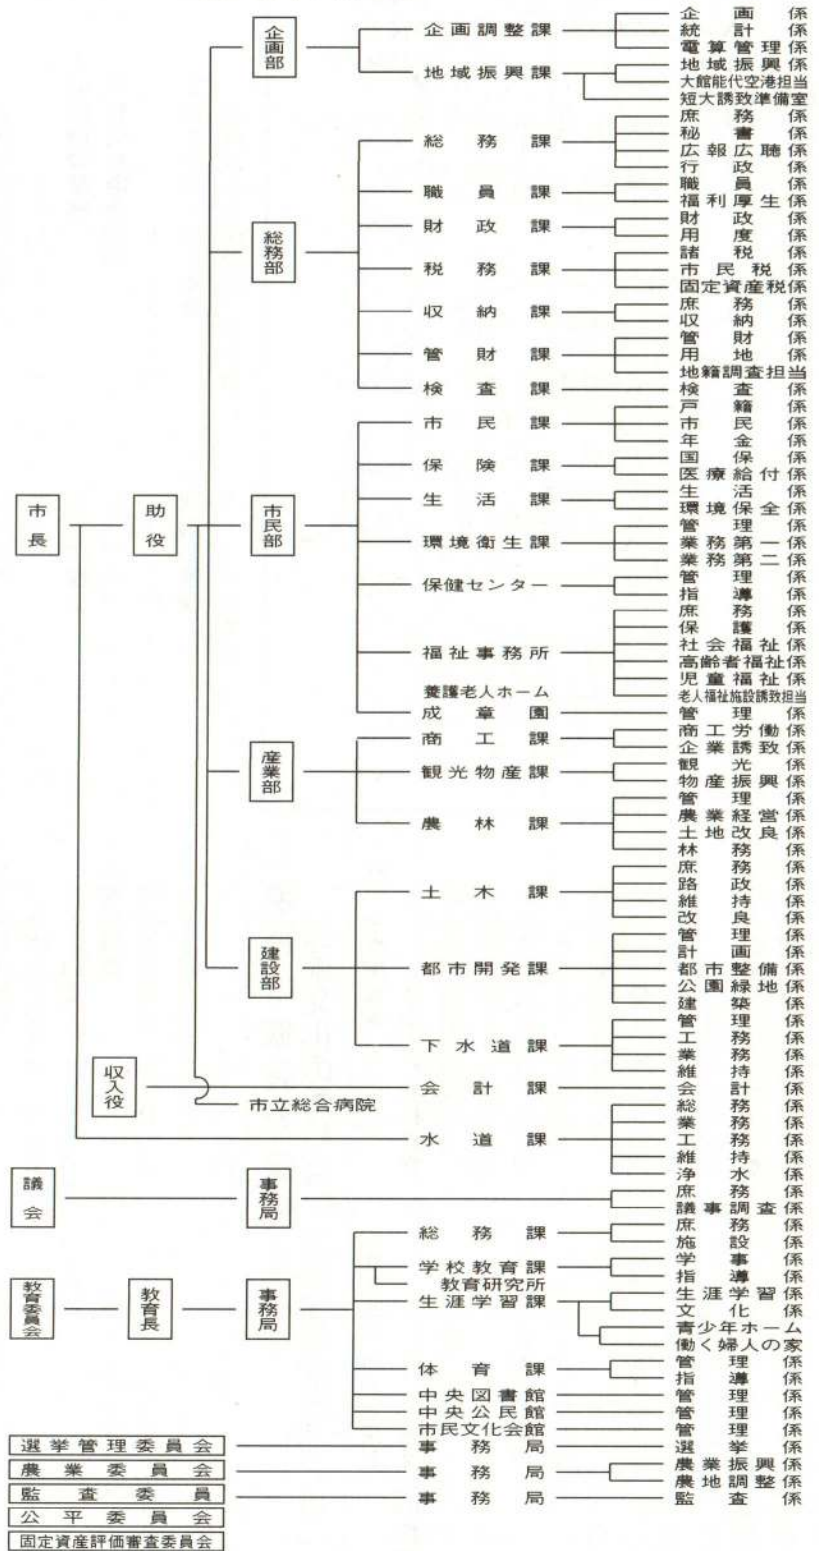 企画部 企画調整課 企画係
統計係
電算管理係
地域振興課 地域振興係
大館能代空港担当
短大誘致準備室
総務部 総務課 庶務係
秘書係
広報広聴係
行政係
職員課 職員係
福利厚生係
財政課 財政係
用度係
税務課 諸税係
市民税係
固定資産税係
収納課 庶務係
収納係
管財課 管財係
用地係
地籍調査担当
検査課 検査係
市長 助役 市民部 市民課 戸籍係
市民係
年金係
保険課 国保係
医療給付係
生活課 生活係
環境保全係
環境衛生課 管理係
業務第一係
業務第二係
保健センター 管理係
指導係
福祉事務所 庶務係
保護係
社会福祉係
高齢者福祉係
児童福祉係
老人福祉施設誘致担当
養護老人ホーム
成章園 管理係
産業部 商工課 商工労働係
企業誘致係
観光物産課 観光係
物産振興係
農林課 管理係
農業経営係
土地改良係
林務係
建設部 土木課 庶務係
路政係
維持係
改良係
都市開発課 管理係
計画係
都市整備係
公園緑地係
建築係
下水道課 管理係
工務係
業務係
維持係
収入役 会計課 会計係
市立総合病院
水道課 総務係
業務係
工務係
維持係
浄水係
議会 事務局 庶務係
議事調査係
教育委員会 教育長 事務局 総務課 庶務係
施設係
学校教育課 学事係
指導係
教育研究所
生涯学習課 生涯学習係
文化係
青少年ホーム
働く婦人の家
体育課 管理係
指導係
中央図書館 管理係
中央公民館 管理係
市民文化会館 管理係
選挙管理委員会 事務局 選挙係
農業委員会 事務局 農業振興係
農地調整係
監査委員 事務局 監査係
公平委員会
固定資産評価審査委員会